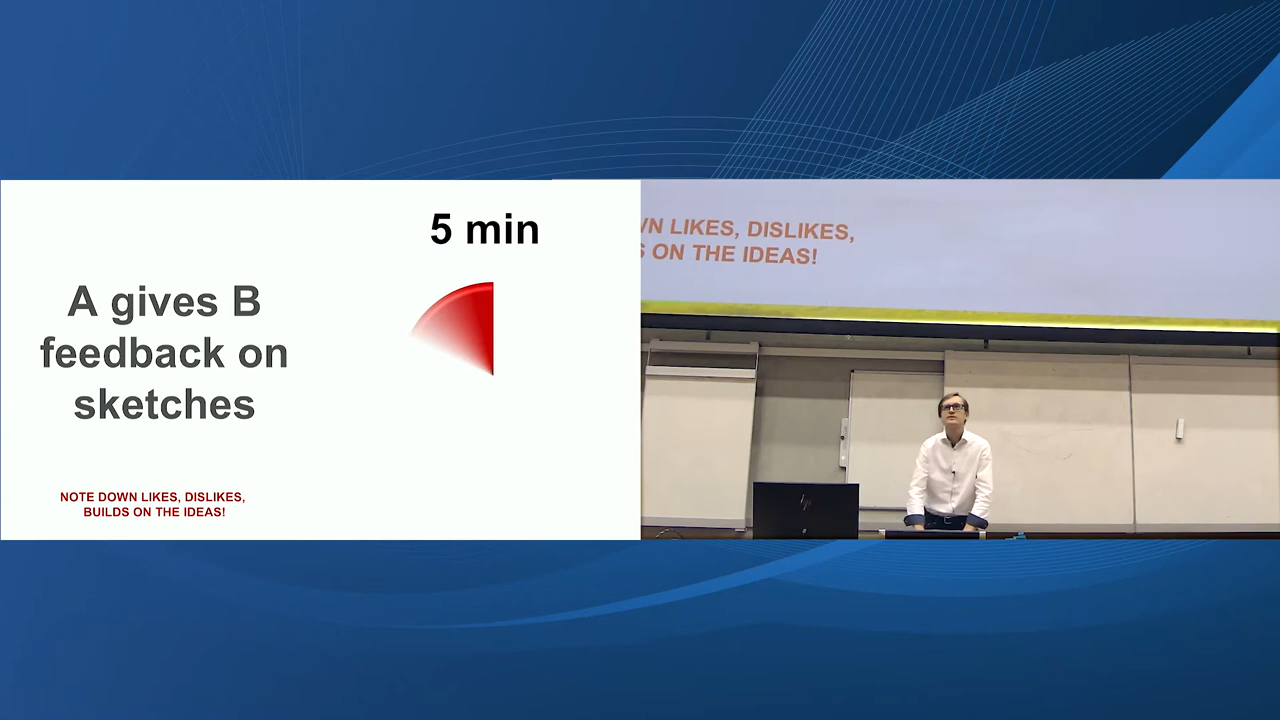 5 min
A gives B
feedback on
sketches
NOTE DOWN LIKES, DISLIKES,
BUILDS ON THE IDEAS!
LIKES, DISLIKES,
ON THE IDEAS!
hp